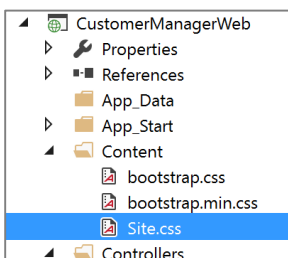 CustomerManagerWeb
Properties
References
App_Data
App_Start
Content
bootstrap.css
bootstrap.min.css
Site.css
Controllers